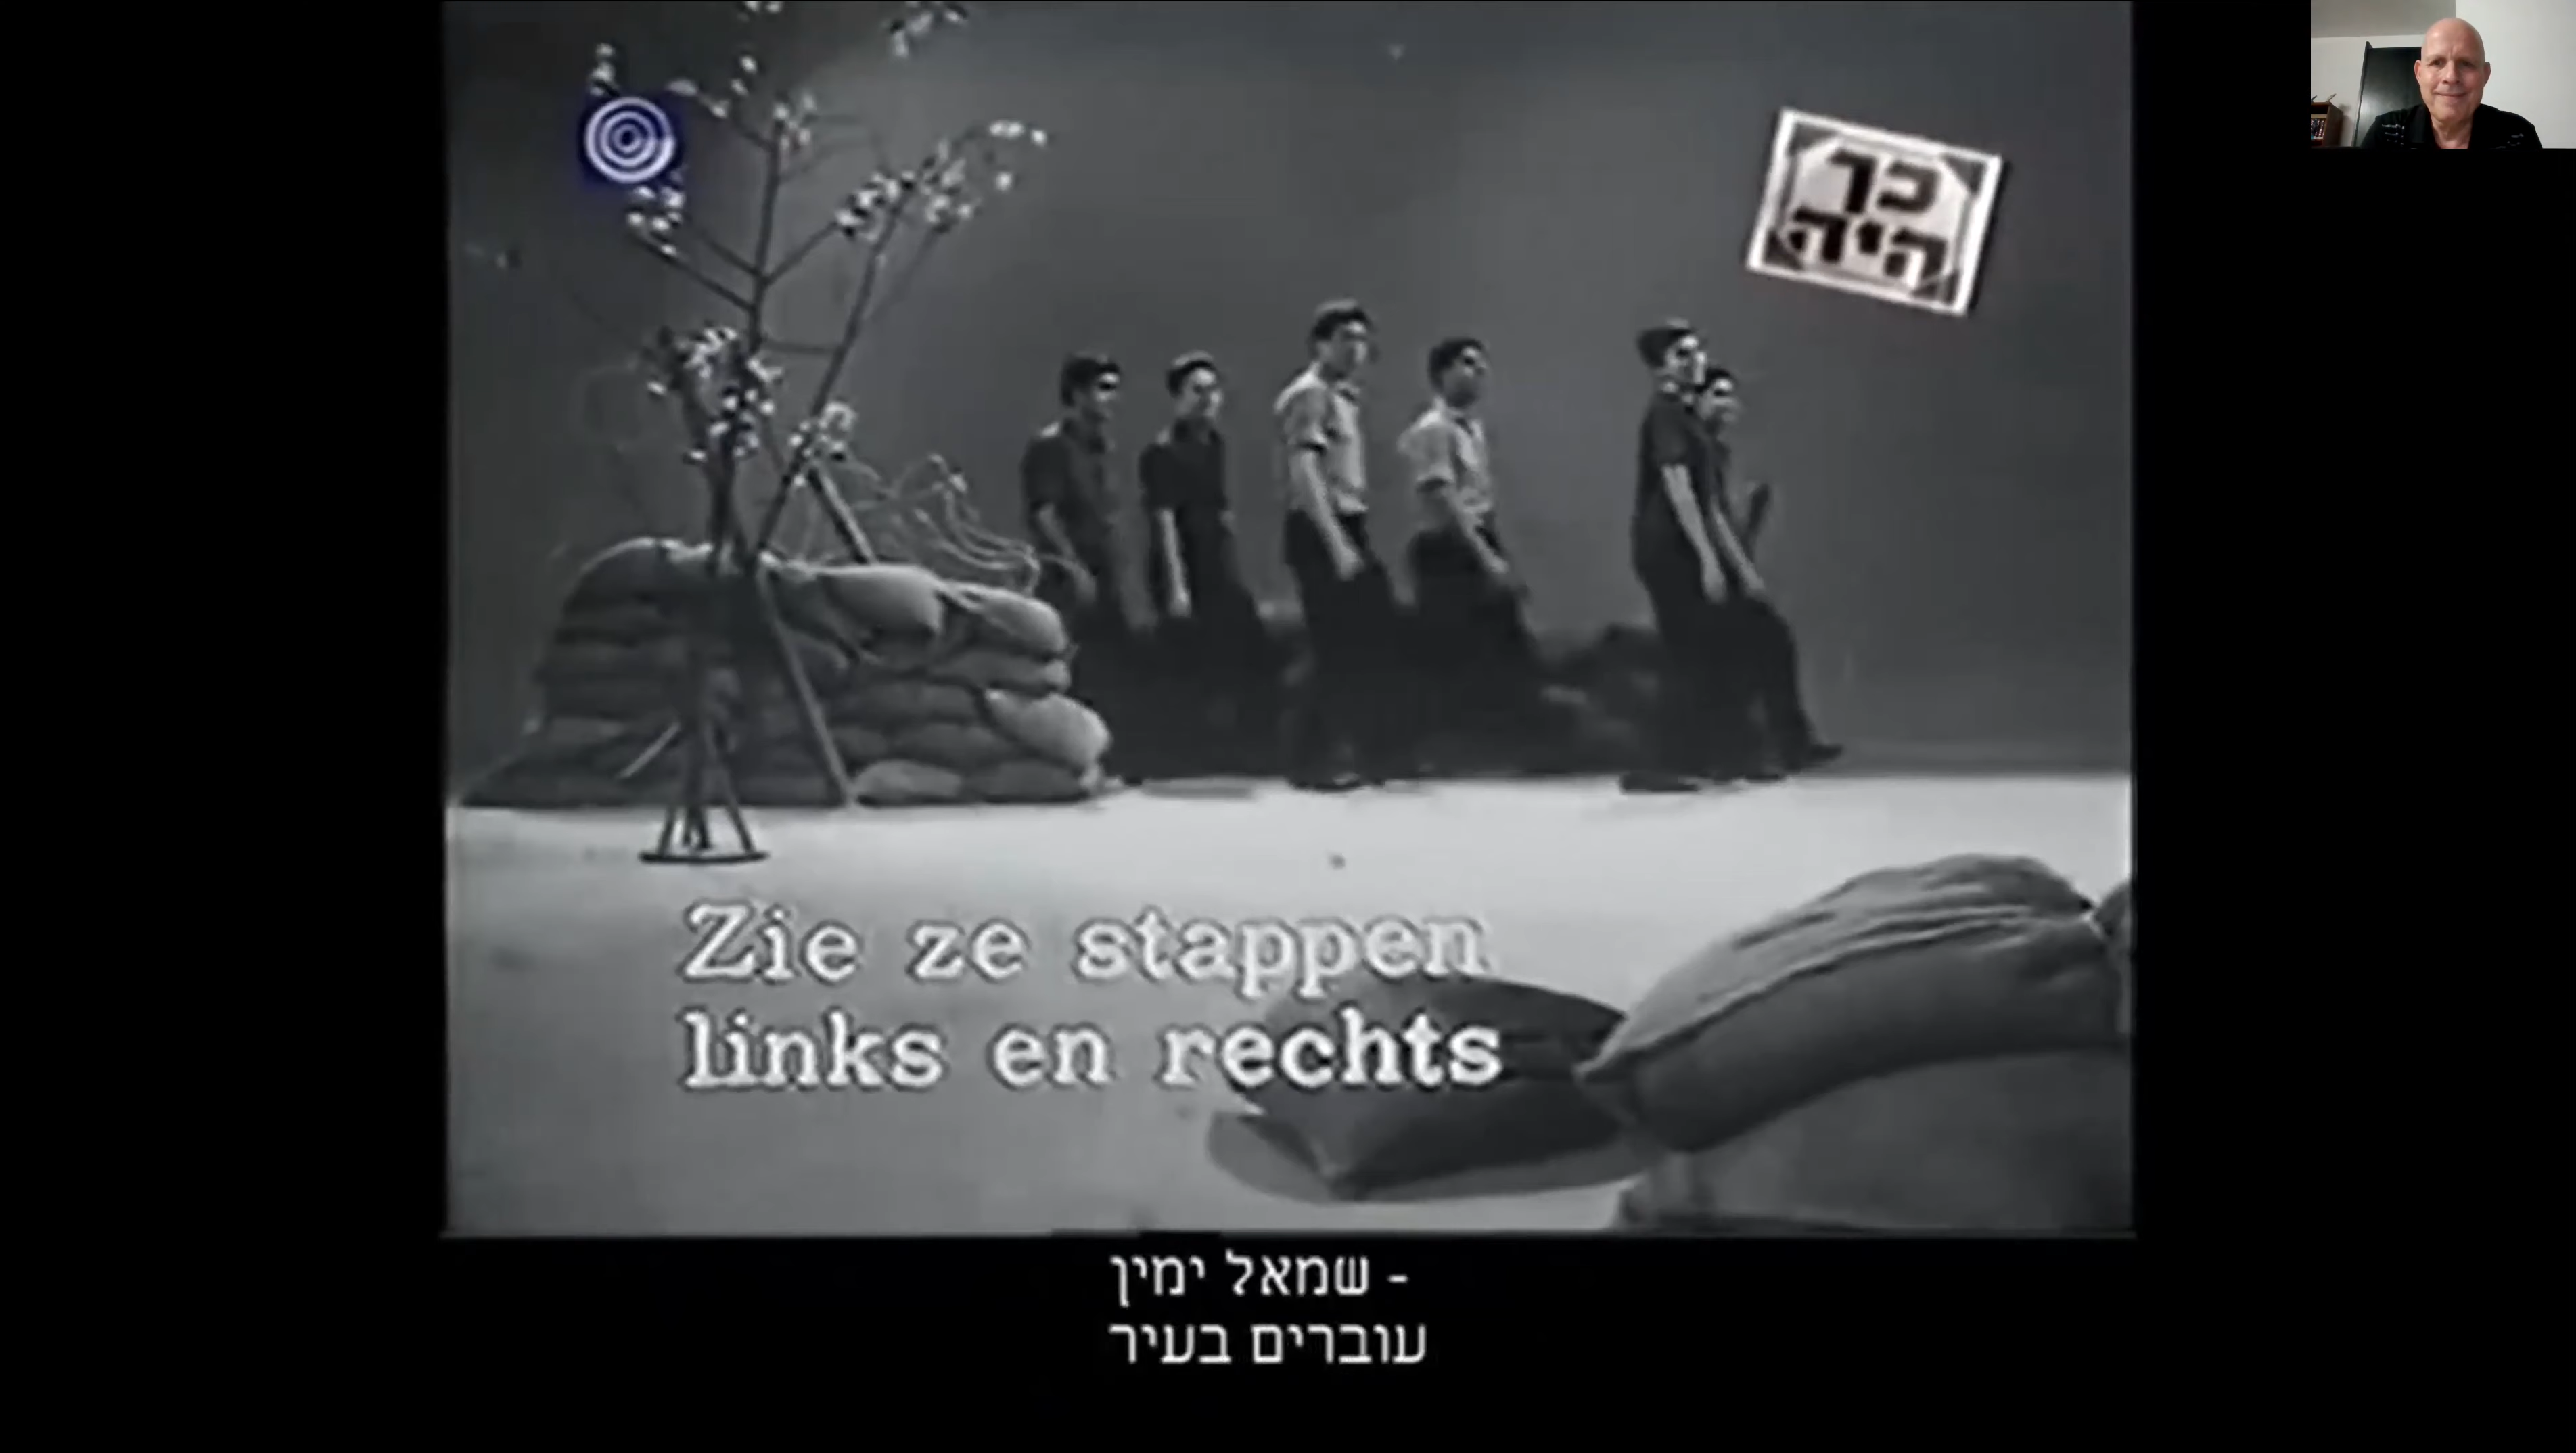 כך
היה
Zie ze stappen
links en rechts
- שמאל ימין
עוברים בעיר